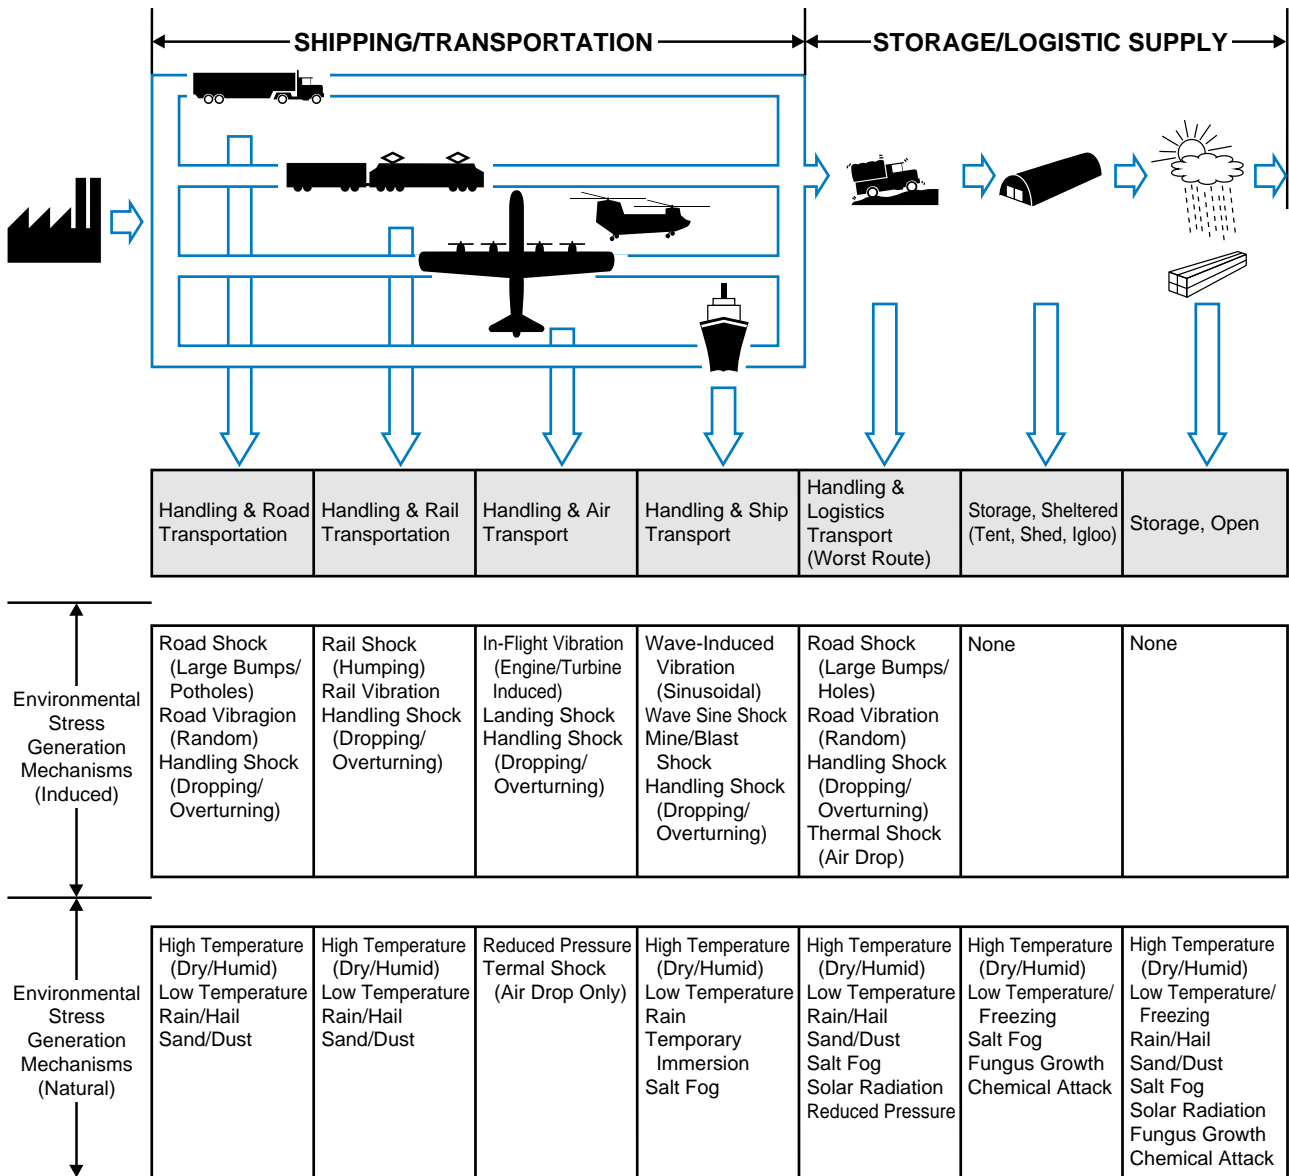 SHIPPING/TRANSPORTATION
STORAGE/LOGISTIC SUPPLY
Handling & Road
Transportation
Handling & Rail
Transportation
Handling & Air
Transport
Handling & Ship
Transport
Handling &
Logistics
Transport
(Worst Route)
Storage, Sheltered
(Tent, Shed, Igloo)
Storage, Open
Environmental
Stress
Generation
Mechanisms
(Induced)
Road Shock
(Large Bumps/
Potholes)
Road Vibragion
(Random)
Handling Shock
(Dropping/
Overturning)
Rail Shock
(Humping)
Rail Vibration
Handling Shock
(Dropping/
Overturning)
In-Flight Vibration
(Engine/Turbine
Induced)
Landing Shock
Handling Shock
(Dropping/
Overturning)
Wave-Induced
Vibration
(Sinusoidal)
Wave Sine Shock
Mine/Blast
Shock
Handling Shock
(Dropping/
Overturning)
Road Shock
(Large Bumps/
Holes)
Road Vibration
(Random)
Handling Shock
(Dropping/
Overturning)
Thermal Shock
(Air Drop)
None
None
Environmental
Stress
Generation
Mechanisms
(Natural)
High Temperature
(Dry/Humid)
Low Temperature
Rain/Hail
Sand/Dust
High Temperature
(Dry/Humid)
Low Temperature
Rain/Hail
Sand/Dust
Reduced Pressure
Termal Shock
(Air Drop Only)
High Temperature
(Dry/Humid)
Low Temperature
Rain
Temporary
Immersion
Salt Fog
High Temperature
(Dry/Humid)
Low Temperature
Rain/Hail
Sand/Dust
Salt Fog
Solar Radiation
Reduced Pressure
High Temperature
(Dry/Humid)
Low Temperature/
Freezing
Salt Fog
Fungus Growth
Chemical Attack
High Temperature
(Dry/Humid)
Low Temperature/
Freezing
Rain/Hail
Sand/Dust
Salt Fog
Solar Radiation
Fungus Growth
Chemical Attack